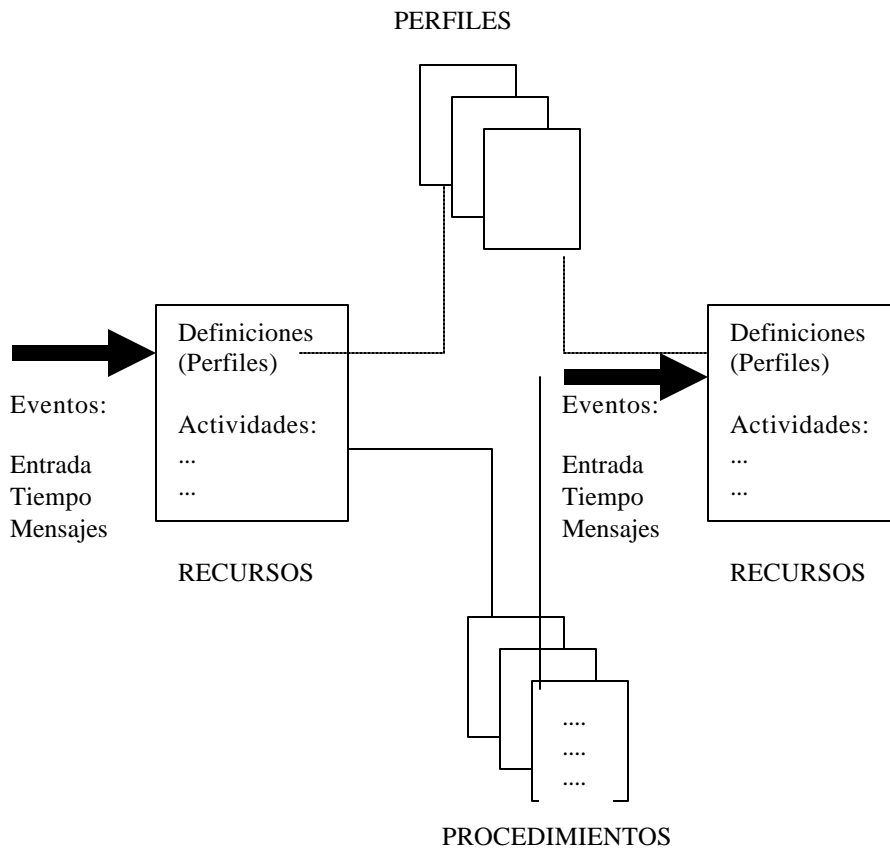 PERFILES
Definiciones
(Perfiles)
Actividades:
...
...
Eventos:
Entrada
Tiempo
Mensajes
RECURSOS
Definiciones
(Perfiles)
Actividades:
...
...
Eventos:
Entrada
Tiempo
Mensajes
RECURSOS
....
....
....
PROCEDIMIENTOS